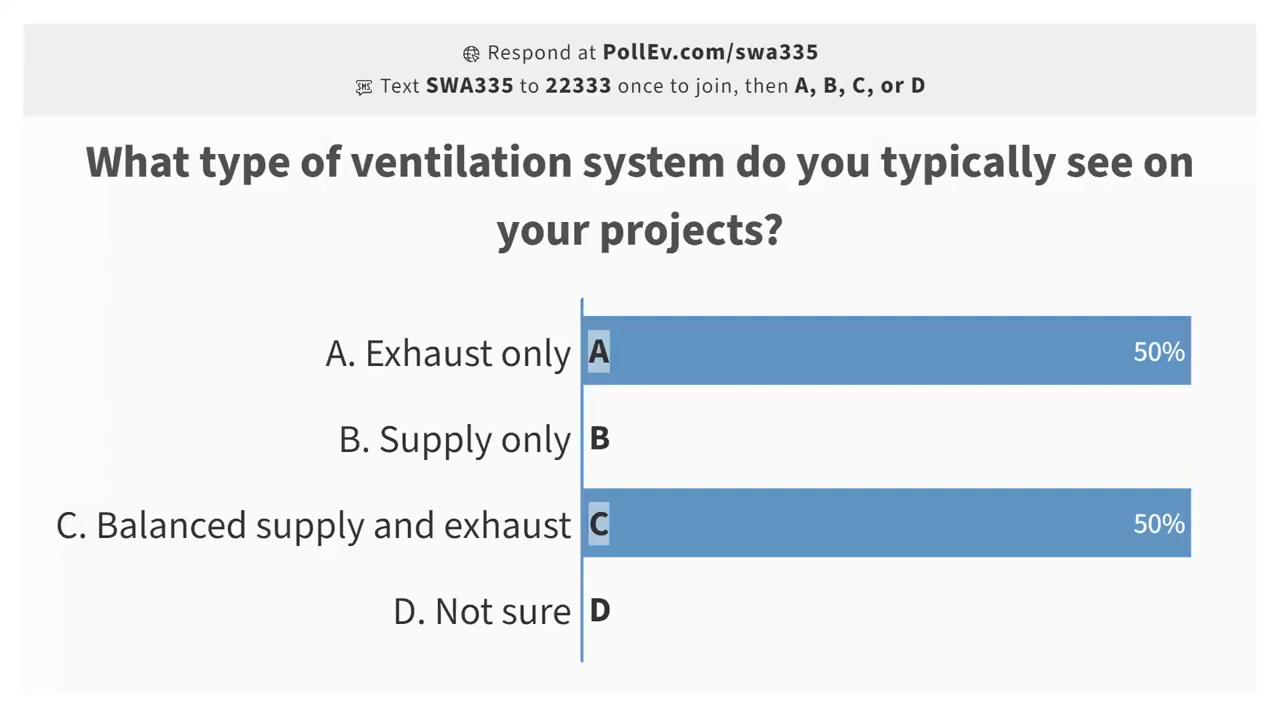 Respond at PollEv.com/swa335
Text SWA335 to 22333 once to join, then A, B, C, or D
What type of ventilation system do you typically see on
your projects?
A. Exhaust only A 50%
B. Supply only B
C. Balanced supply and exhaust C 50%
D. Not sure D